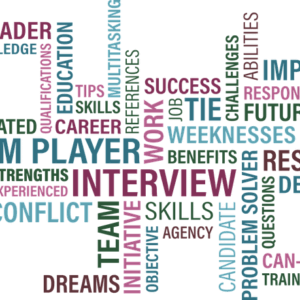 ADER
LEDGE
QUALIFICATIONS
EDUCATION
TIPS
SKILLS
MULTITASKING
REFERENCES
SUCCESS
JOB
TIE
CHALLENGES
ABILITIES
IMP
RESPON
FUTUR
ATED
CAREER
WORK
WEEKNESSES
M PLAYER
BENEFITS
RES
TRENGTHS
XPERIENCED
INTERVIEW
DE
CONFLICT
TEAM
INITIATIVE
OBJECTIVE
SKILLS
AGENCY
CANDIDATE
PROBLEM SOLVER
QUESTIONS
CAN-
TRAIN
DREAMS